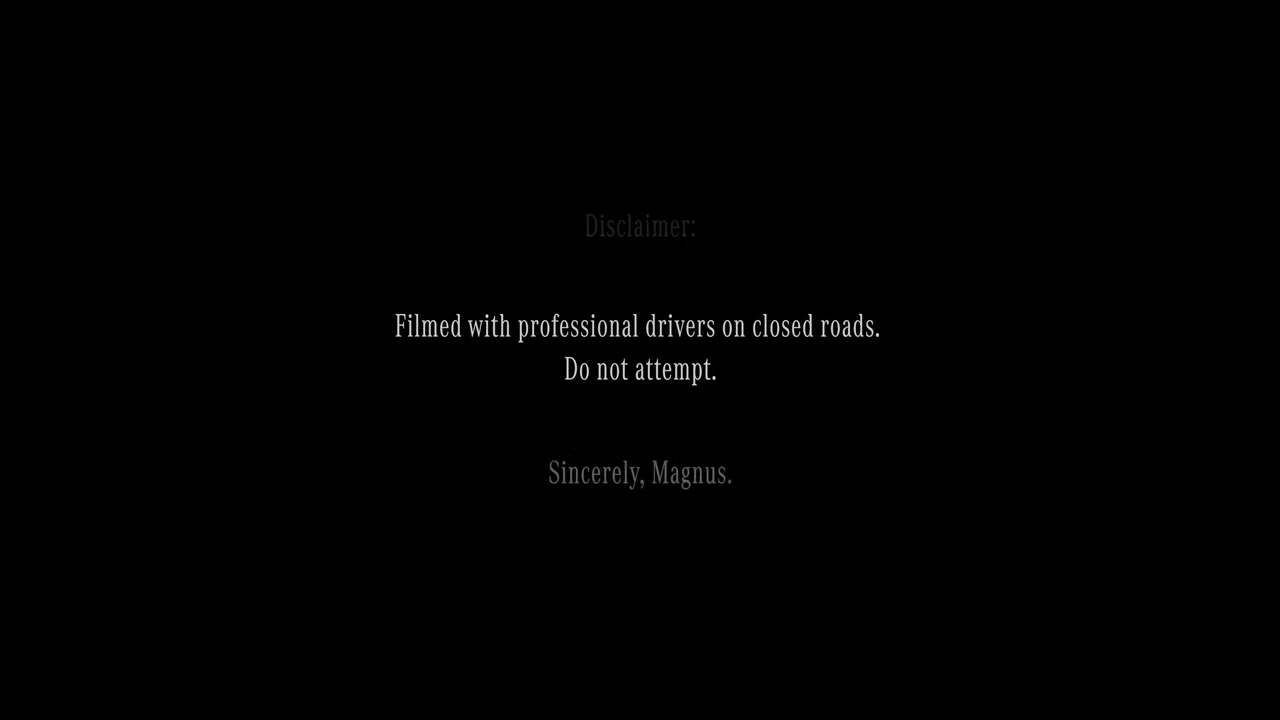 Disclaimer:
Filmed with professional drivers on closed roads.
Do not attempt.
Sincerely, Magnus.